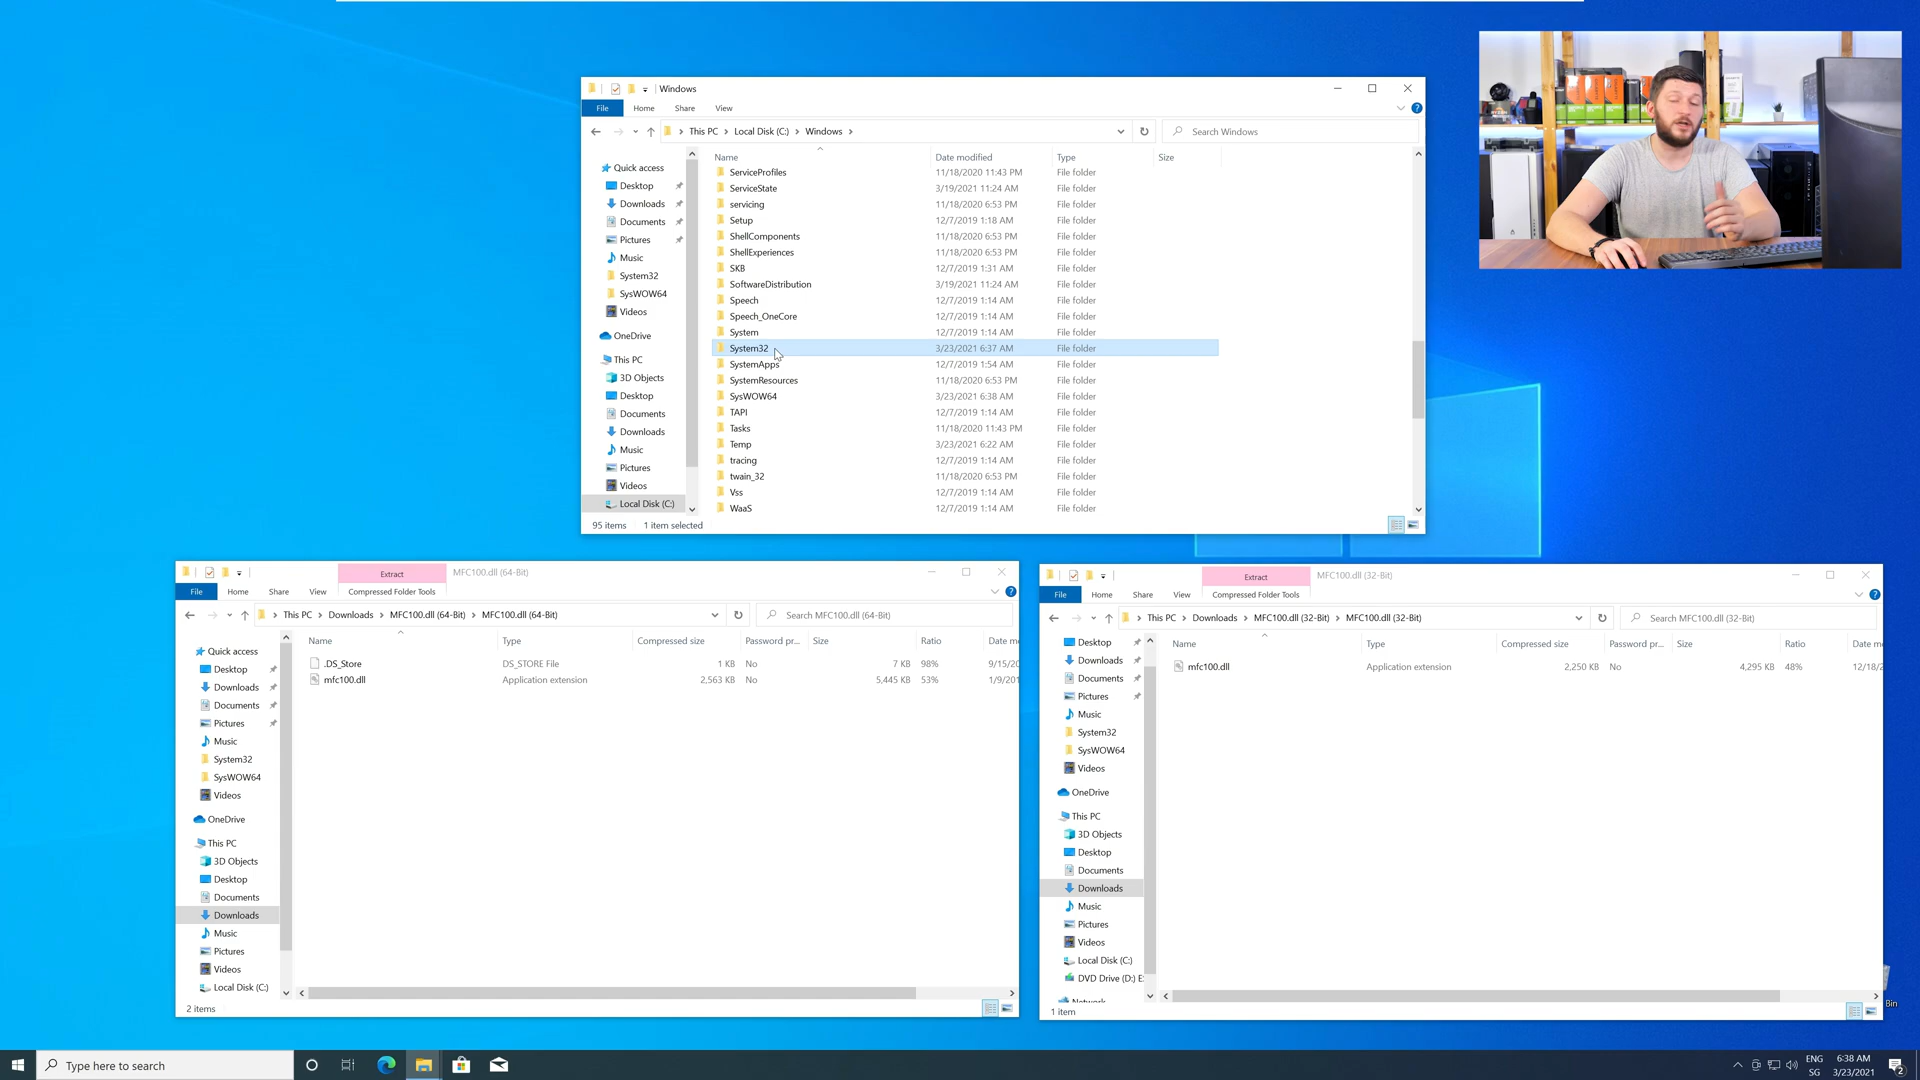 Windows
File Home Share View
This PC Local Disk (C:) Windows
Search Windows
Quick access
Desktop
Downloads
Documents
Pictures
Music
System32
SysWOW64
Videos
OneDrive
This PC
3D Objects
Desktop
Documents
Downloads
Music
Pictures
Videos
Local Disk (C:)
Name Date modified Type Size
ServiceProfiles 11/18/2020 11:43 PM File folder
ServiceState 3/19/2021 11:24 AM File folder
servicing 11/18/2020 6:53 PM File folder
Setup 12/7/2019 1:18 AM File folder
ShellComponents 11/18/2020 6:53 PM File folder
ShellExperiences 11/18/2020 6:53 PM File folder
SKB 12/7/2019 1:31 AM File folder
SoftwareDistribution 3/19/2021 11:24 AM File folder
Speech 12/7/2019 1:14 AM File folder
Speech_OneCore 12/7/2019 1:14 AM File folder
System 12/7/2019 1:14 AM File folder
System32 3/23/2021 6:37 AM File folder
SystemApps 12/7/2019 1:54 AM File folder
SystemResources 11/18/2020 6:53 PM File folder
SysWOW64 3/23/2021 6:38 AM File folder
TAPI 12/7/2019 1:14 AM File folder
Tasks 11/18/2020 11:43 PM File folder
Temp 3/23/2021 6:22 AM File folder
tracing 12/7/2019 1:14 AM File folder
twain_32 11/18/2020 6:53 PM File folder
Vss 12/7/2019 1:14 AM File folder
WaaS 12/7/2019 1:14 AM File folder
95 items 1 item selected
Extract MFC100.dll (64-Bit)
File Home Share View Compressed Folder Tools
This PC Downloads MFC100.dll (64-Bit) MFC100.dll (64-Bit)
Search MFC100.dll (64-Bit)
Quick access
Desktop
Downloads
Documents
Pictures
Music
System32
SysWOW64
Videos
OneDrive
This PC
3D Objects
Desktop
Documents
Downloads
Music
Pictures
Videos
Local Disk (C:)
Name Type Compressed size Password pr... Size Ratio Date m
.DS_Store DS_STORE File 1 KB No 7 KB 98% 9/15/20
mfc100.dll Application extension 2,563 KB No 5,445 KB 53% 1/9/201
2 items
Extract MFC100.dll (32-Bit)
File Home Share View Compressed Folder Tools
This PC Downloads MFC100.dll (32-Bit) MFC100.dll (32-Bit)
Search MFC100.dll (32-Bit)
Desktop
Downloads
Documents
Pictures
Music
System32
SysWOW64
Videos
OneDrive
This PC
3D Objects
Desktop
Documents
Downloads
Music
Pictures
Videos
Local Disk (C:)
DVD Drive (D:) E
Network
Name Type Compressed size Password pr... Size Ratio Date m
mfc100.dll Application extension 2,250 KB No 4,295 KB 48% 12/18/2
1 item
Bin
Type here to search
ENG
SG
6:38 AM
3/23/2021
2